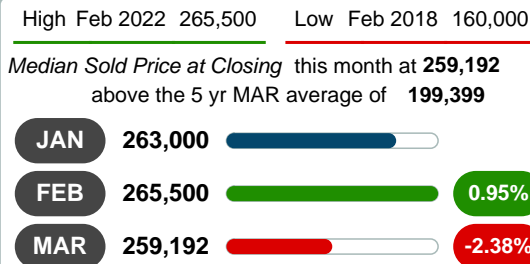 High Feb 2022 265,500 Low Feb 2018 160,000
Median Sold Price at Closing this month at 259,192
above the 5 yr MAR average of 199,399
JAN 263,000
FEB 265,500 0.95%
MAR 259,192 -2.38%